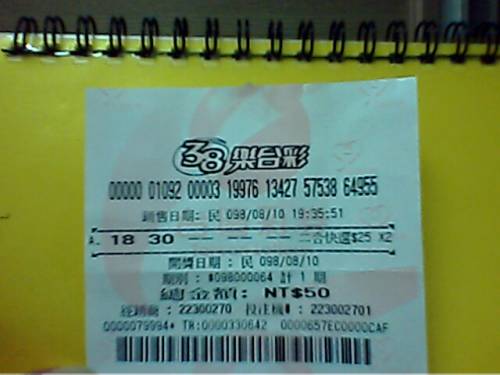 38樂合彩
00000 01092 00003 19976 13427 57538 64955
銷售日期: 民 098/08/10 19:35:51
A. 18 30 -- -- -- -- 二合快選$25 X2
開獎日期 : 民 098/08/10
期別 : #098000064 計 1 期
總金額: NT$50
經銷商 : 22300270 投注機# : 223002701
0000079994* TR:0000330642 0000657EC0000CAF